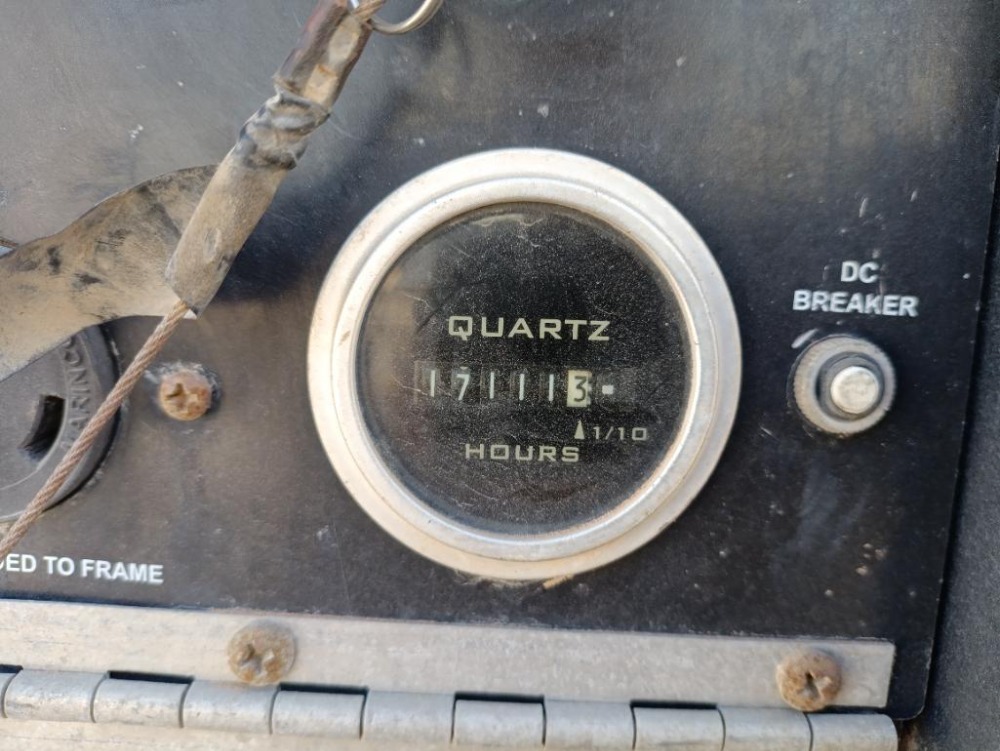 QUARTZ
171113
1/10
HOURS
DC
BREAKER
ED TO FRAME